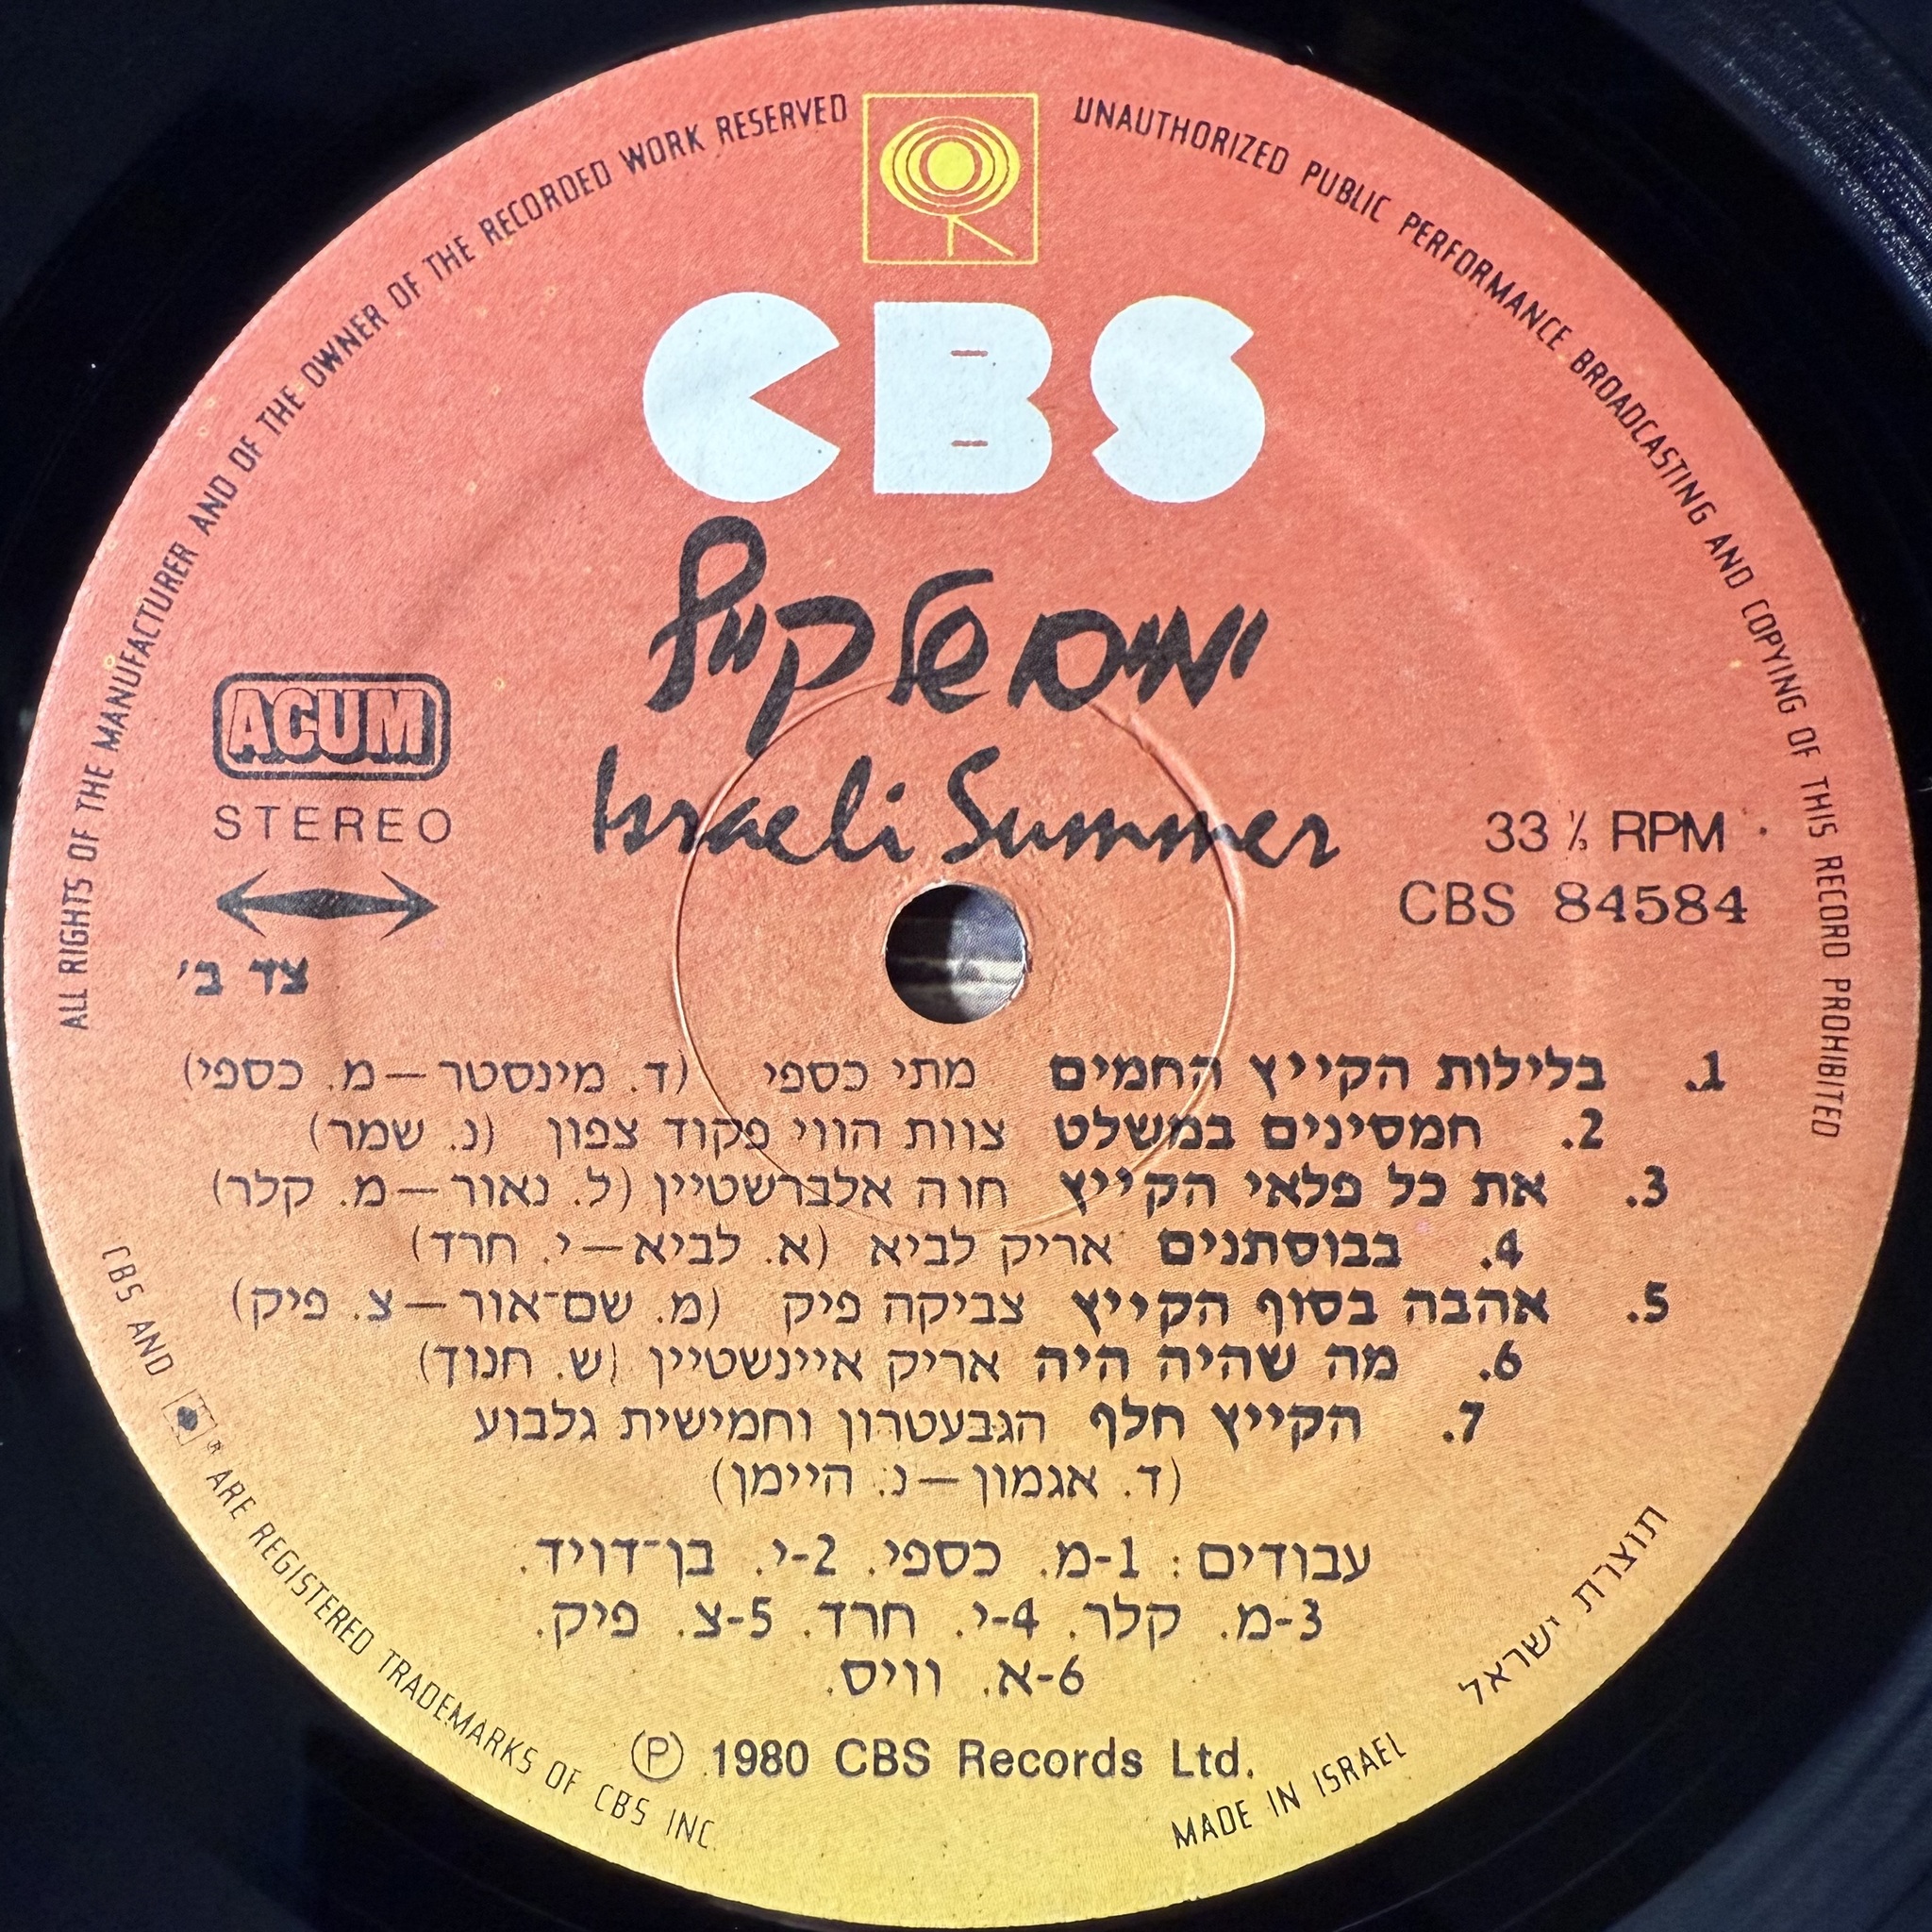 ALL RIGHTS OF THE MANUFACTURER AND OF THE OWNER OF THE RECORDED WORK RESERVED
UNAUTHORIZED PUBLIC PERFORMANCE BROADCASTING AND COPYING OF THIS RECORD PROHIBITED
CBS
ימים של קיץ
Israeli Summer
ACUM
STEREO
צד ב'
33 ⅓ RPM
CBS 84584
1. בלילות הקייץ החמים מתי כספי (ד. מינסטר–מ. כספי)
2. חמסינים במשלט צוות הווי פקוד צפון (נ. שמר)
3. את כל פלאי הקייץ חוה אלברשטיין (ל. נאור–מ. קלר)
4. בבוסתנים אריק לביא (א. לביא–י. חרד)
5. אהבה בסוף הקייץ צביקה פיק (מ. שם־אור–צ. פיק)
6. מה שהיה היה אריק איינשטיין (ש. חנוך)
7. הקייץ חלף הגבעטרון וחמישית גלבוע
(ד. אגמון–נ. היימן)
עבודים: 1-מ. כספי. 2-י. בן־דויד.
3-מ. קלר. 4-י. חרד. 5-צ. פיק.
6-א. וויס.
Ⓟ 1980 CBS Records Ltd.
CBS AND ® ARE REGISTERED TRADEMARKS OF CBS INC.
MADE IN ISRAEL
תוצרת ישראל